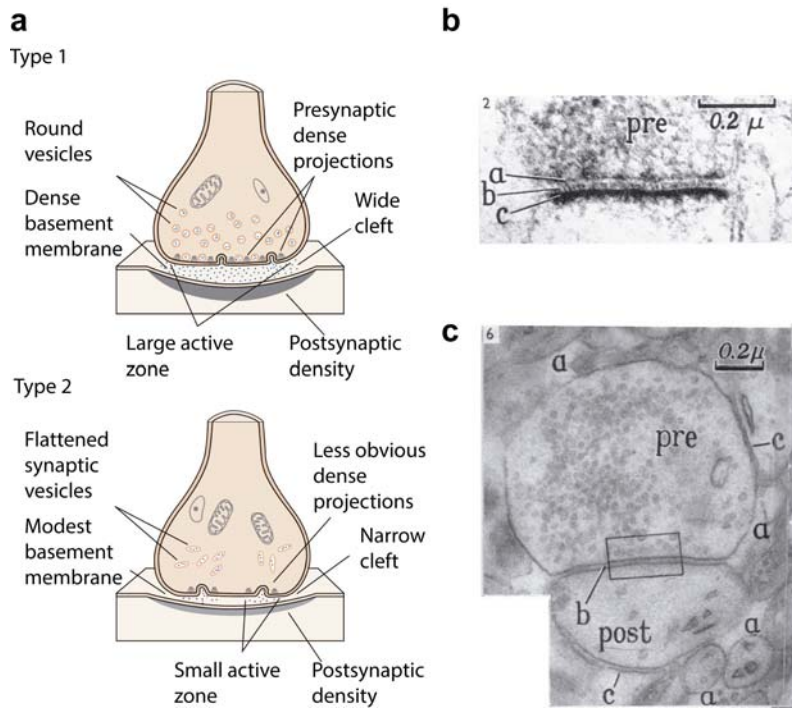 a
Type 1
Round
vesicles
Dense
basement
membrane
Presynaptic
dense
projections
Wide
cleft
Large active
zone
Postsynaptic
density
Type 2
Flattened
synaptic
vesicles
Modest
basement
membrane
Less obvious
dense
projections
Narrow
cleft
Small active
zone
Postsynaptic
density
b
2
pre
0.2 μ
a
b
c
c
6
a
0.2μ
pre
c
a
b
post
a
c
a